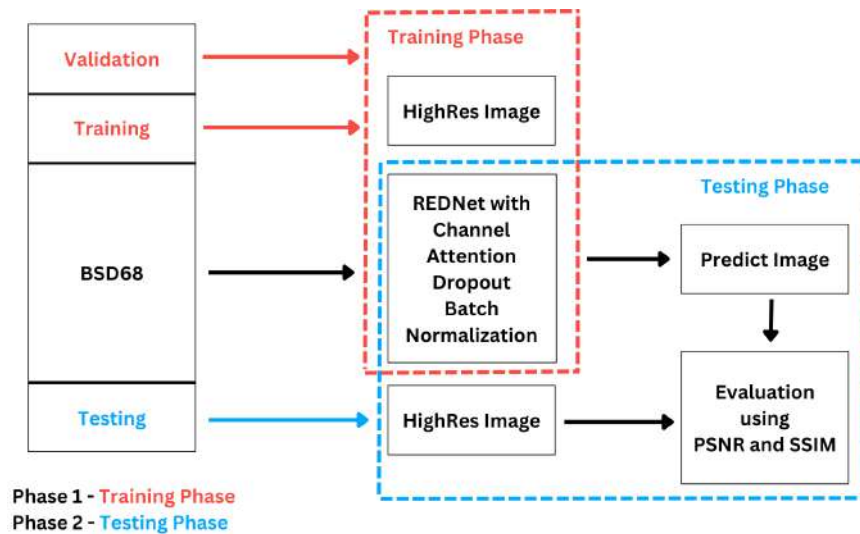 Validation
Training
BSD68
Testing
Training Phase
HighRes Image
REDNet with
Channel
Attention
Dropout
Batch
Normalization
HighRes Image
Testing Phase
Predict Image
Evaluation
using
PSNR and SSIM
Phase 1 - Training Phase
Phase 2 - Testing Phase